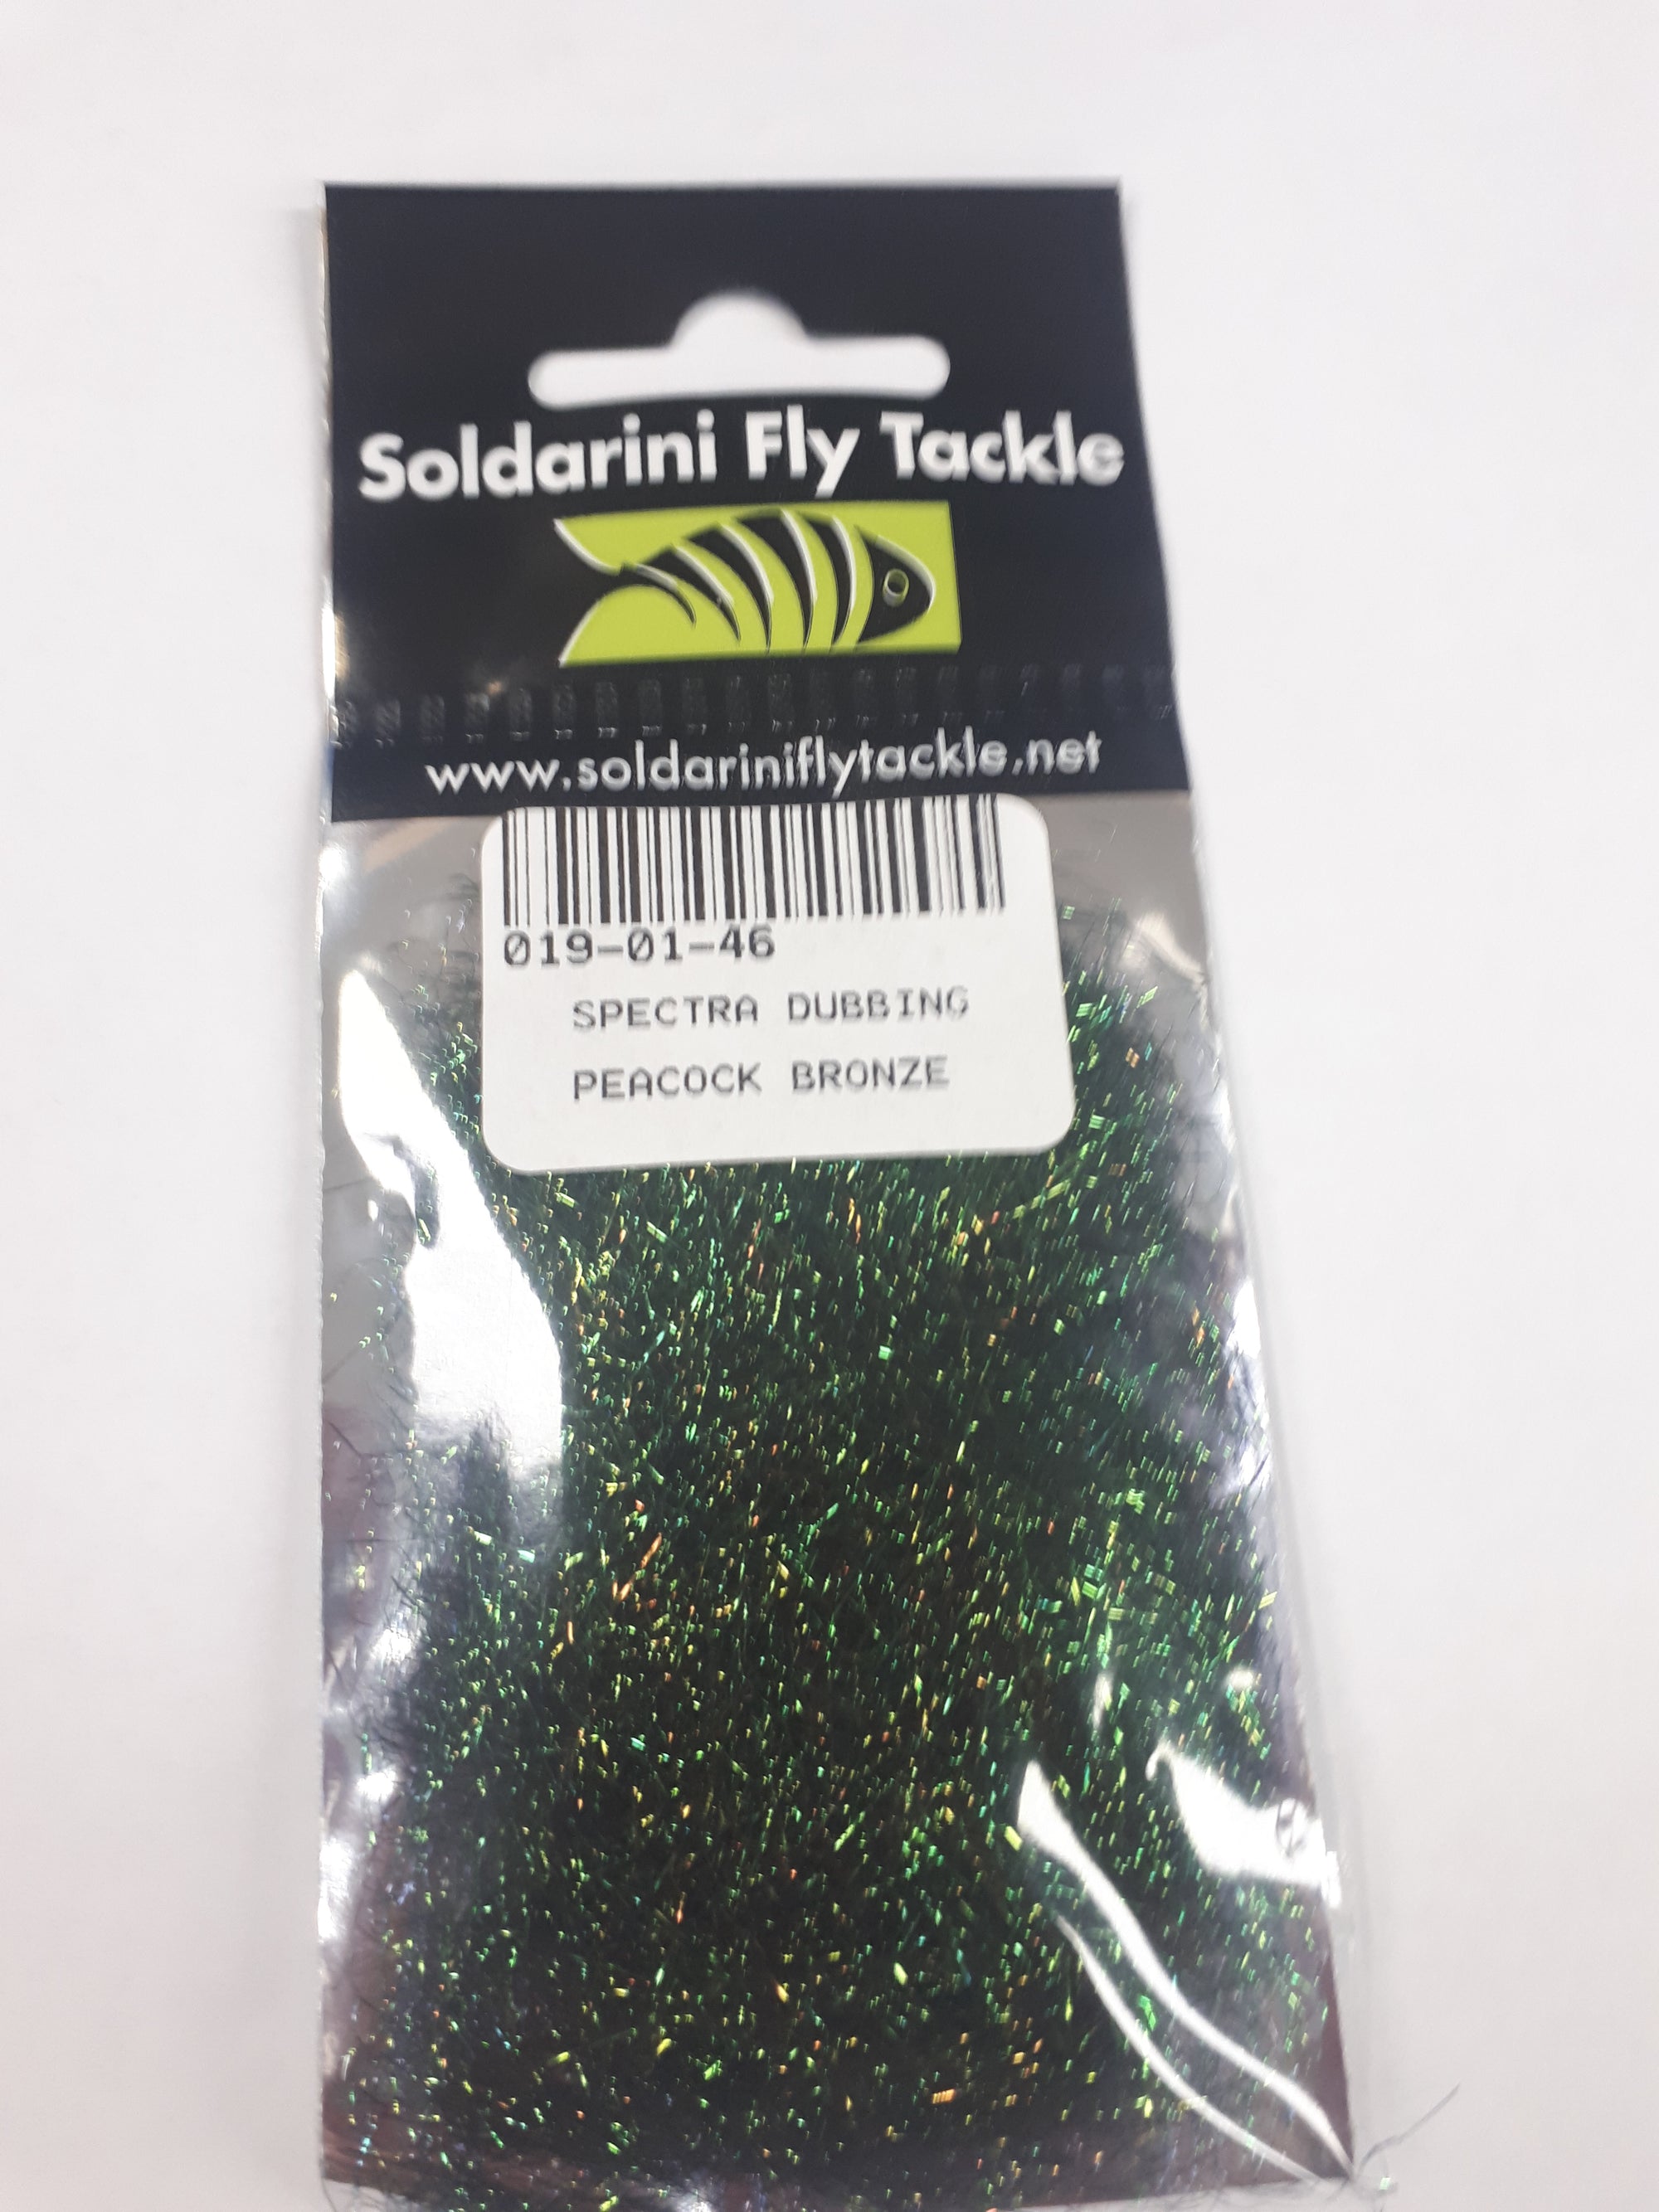 Soldarini Fly Tackle
www.soldariniflytackle.net
019-01-46
SPECTRA DUBBING
PEACOCK BRONZE